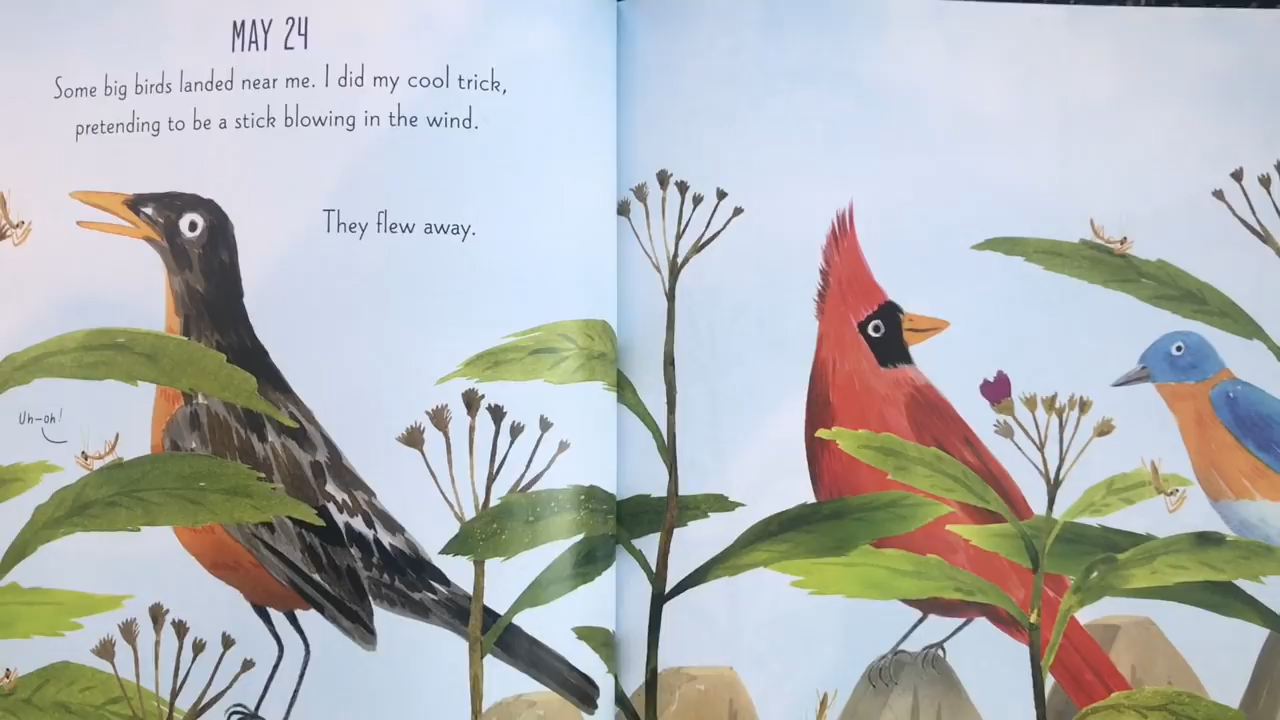 MAY 24
Some big birds landed near me. I did my cool trick,
pretending to be a stick blowing in the wind.
They flew away.
Uh-oh!